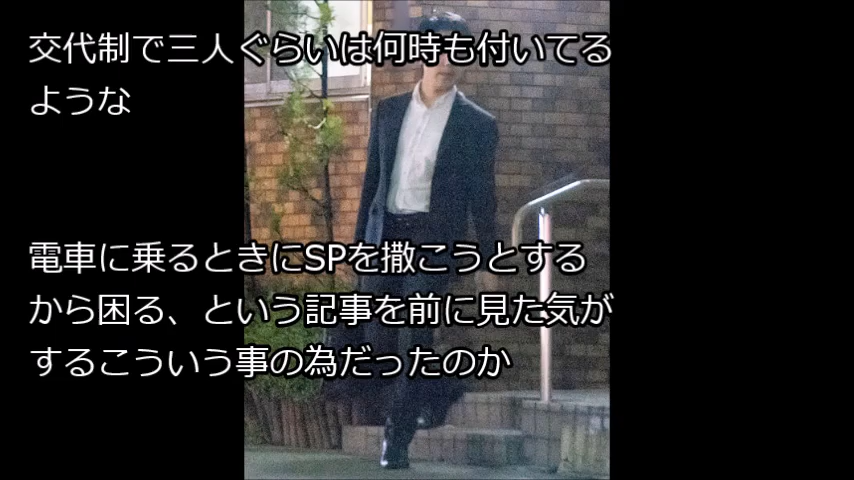 交代制で三人ぐらいは何時も付いてる
ような
電車に乗るときにSPを撒こうとする
から困る、という記事を前に見た気が
するこういう事の為だったのか